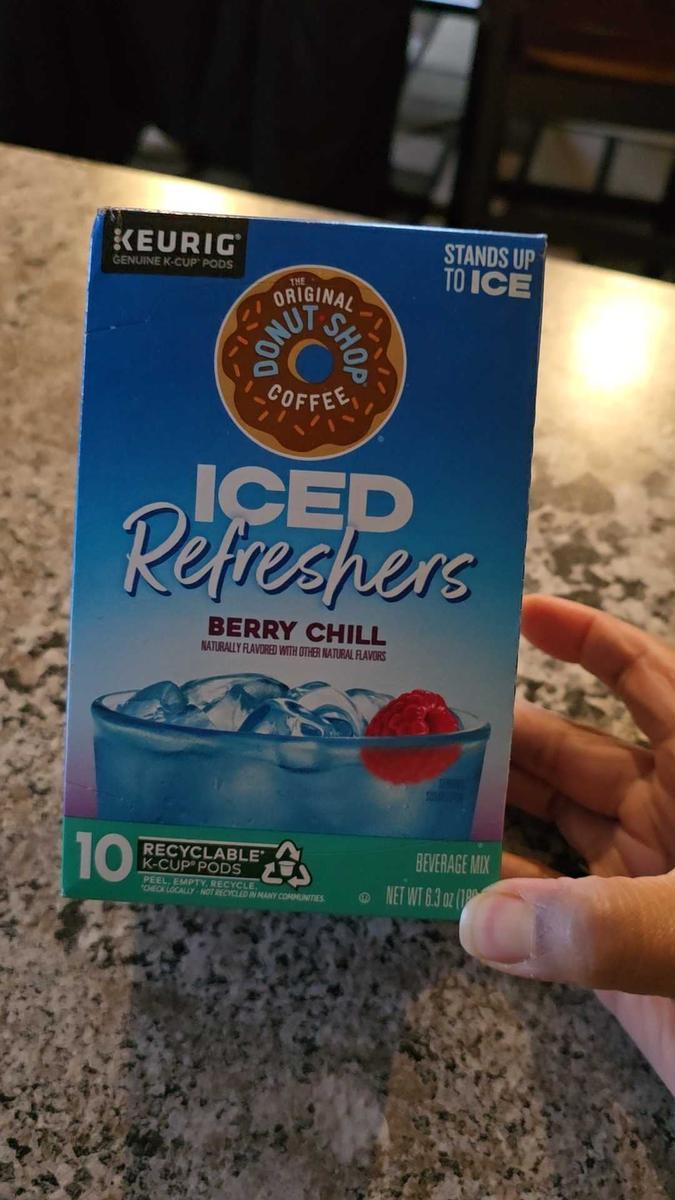 KEURIG®
GENUINE K-CUP® PODS
STANDS UP
TO ICE
THE
ORIGINAL
DONUT SHOP
COFFEE
ICED
Refreshers
BERRY CHILL
NATURALLY FLAVORED WITH OTHER NATURAL FLAVORS
10
RECYCLABLE*
K-CUP® PODS
PEEL, EMPTY, RECYCLE.
*CHECK LOCALLY - NOT RECYCLED IN MANY COMMUNITIES.
BEVERAGE MIX
NET WT 6.3 oz